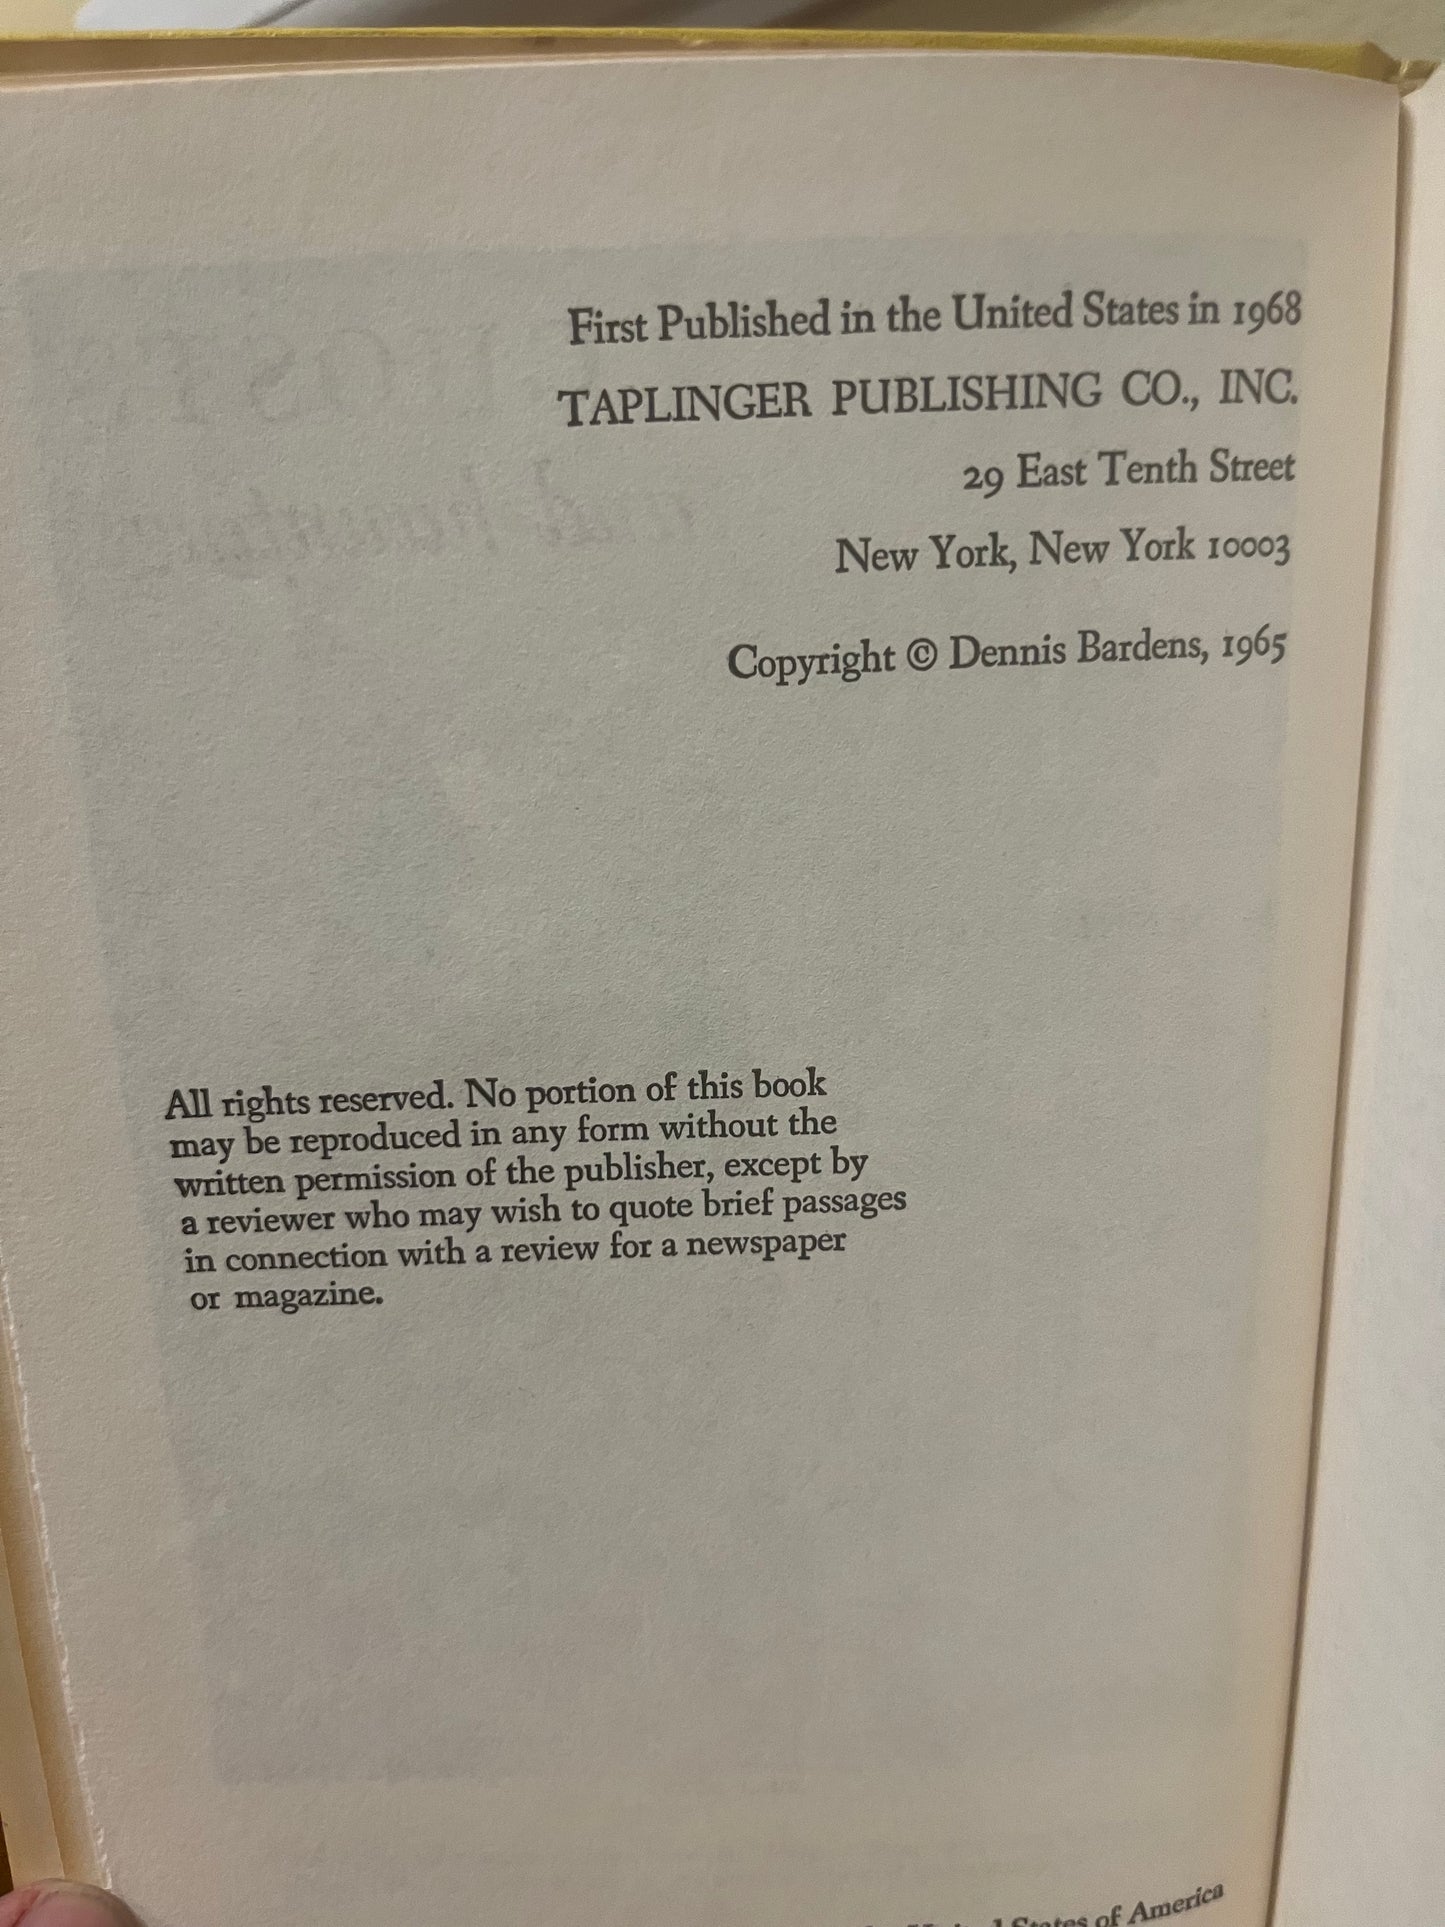 First Published in the United States in 1968
TAPLINGER PUBLISHING CO., INC.
29 East Tenth Street
New York, New York 10003
Copyright © Dennis Bardens, 1965
All rights reserved. No portion of this book
may be reproduced in any form without the
written permission of the publisher, except by
a reviewer who may wish to quote brief passages
in connection with a review for a newspaper
or magazine.
United States of America